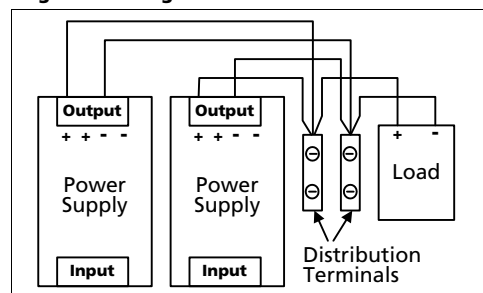 Output
Output
+ + - -
+ + - -
+ -
Power
Supply
Power
Supply
Load
Distribution
Terminals
Input
Input